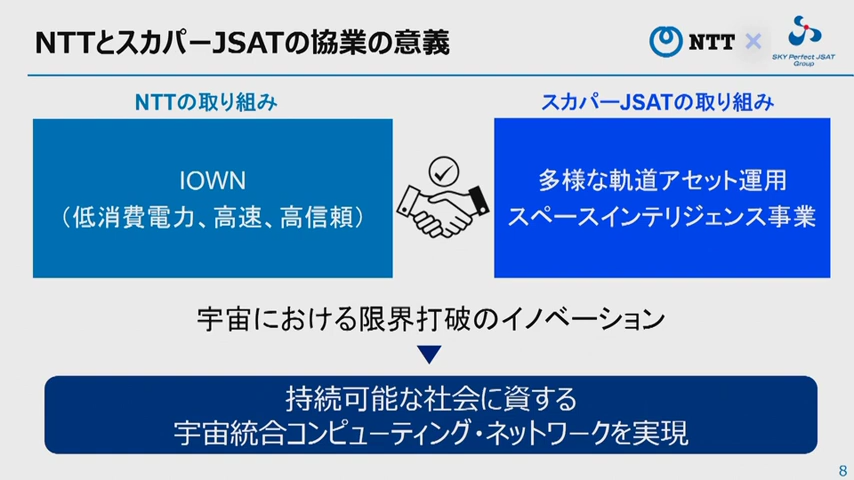 NTTとスカパーJSATの協業の意義
NTT × SKY Perfect JSAT
Group
NTTの取り組み
スカパーJSATの取り組み
IOWN
（低消費電力、高速、高信頼）
多様な軌道アセット運用
スペースインテリジェンス事業
宇宙における限界打破のイノベーション
持続可能な社会に資する
宇宙統合コンピューティング・ネットワークを実現
8